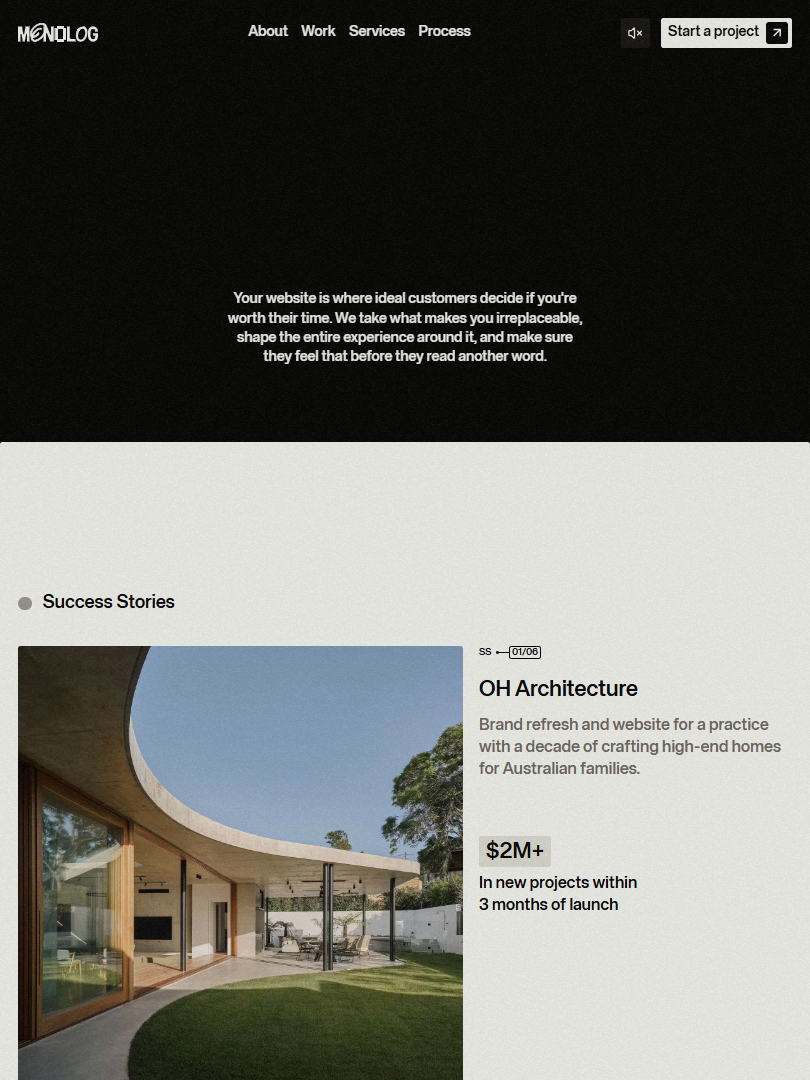 MONOLOG
About Work Services Process
Start a project
Your website is where ideal customers decide if you're
worth their time. We take what makes you irreplaceable,
shape the entire experience around it, and make sure
they feel that before they read another word.
Success Stories
SS 01/06
OH Architecture
Brand refresh and website for a practice
with a decade of crafting high-end homes
for Australian families.
$2M+
In new projects within
3 months of launch